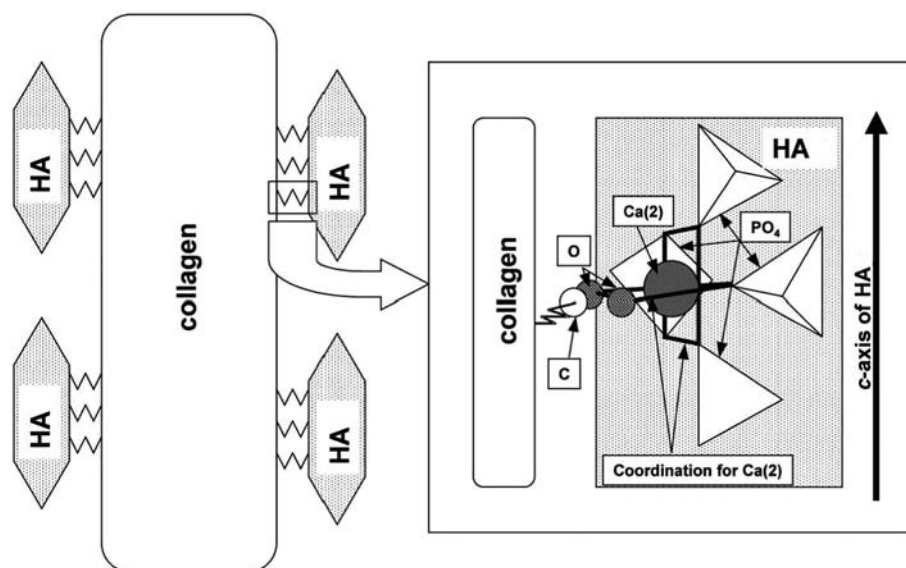 HA
HA
collagen
HA
HA
collagen
HA
Ca(2)
PO₄
O
C
Coordination for Ca(2)
c-axis of HA